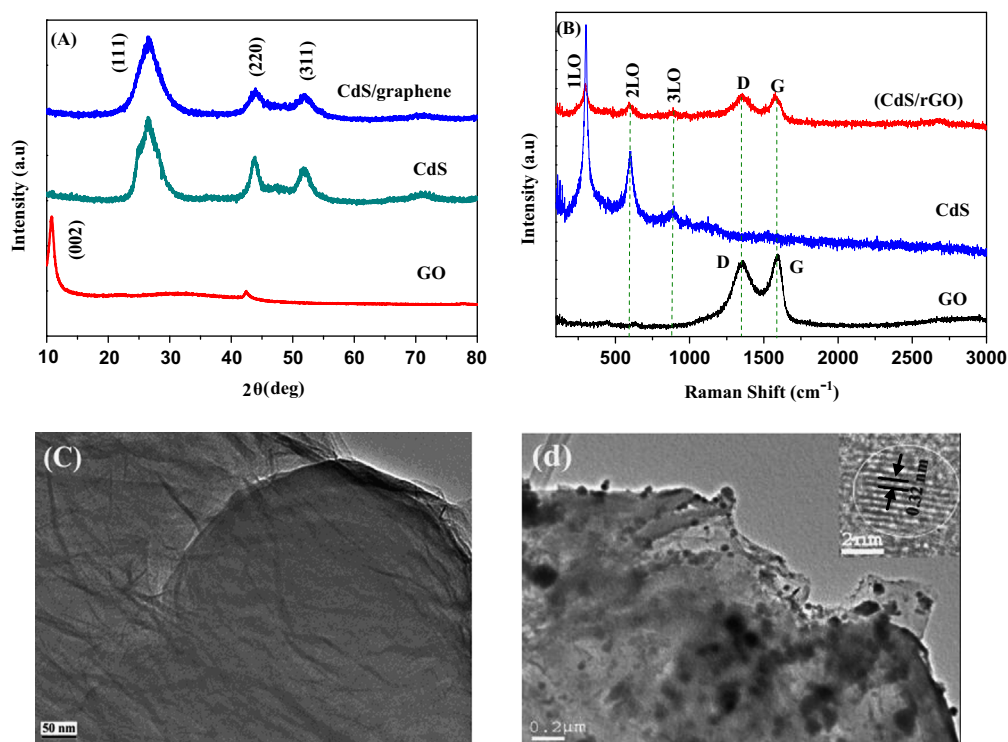 (A)
(111)
(220)
(311)
CdS/graphene
CdS
(002)
GO
Intensity (a.u)
10 20 30 40 50 60 70 80
2θ(deg)
(B)
1LO
2LO
3LO
D
G
(CdS/rGO)
CdS
D
G
GO
Intensity (a.u)
500 1000 1500 2000 2500 3000
Raman Shift (cm⁻¹)
(C)
50 nm
(d)
0.32 nm
2nm
0.2μm